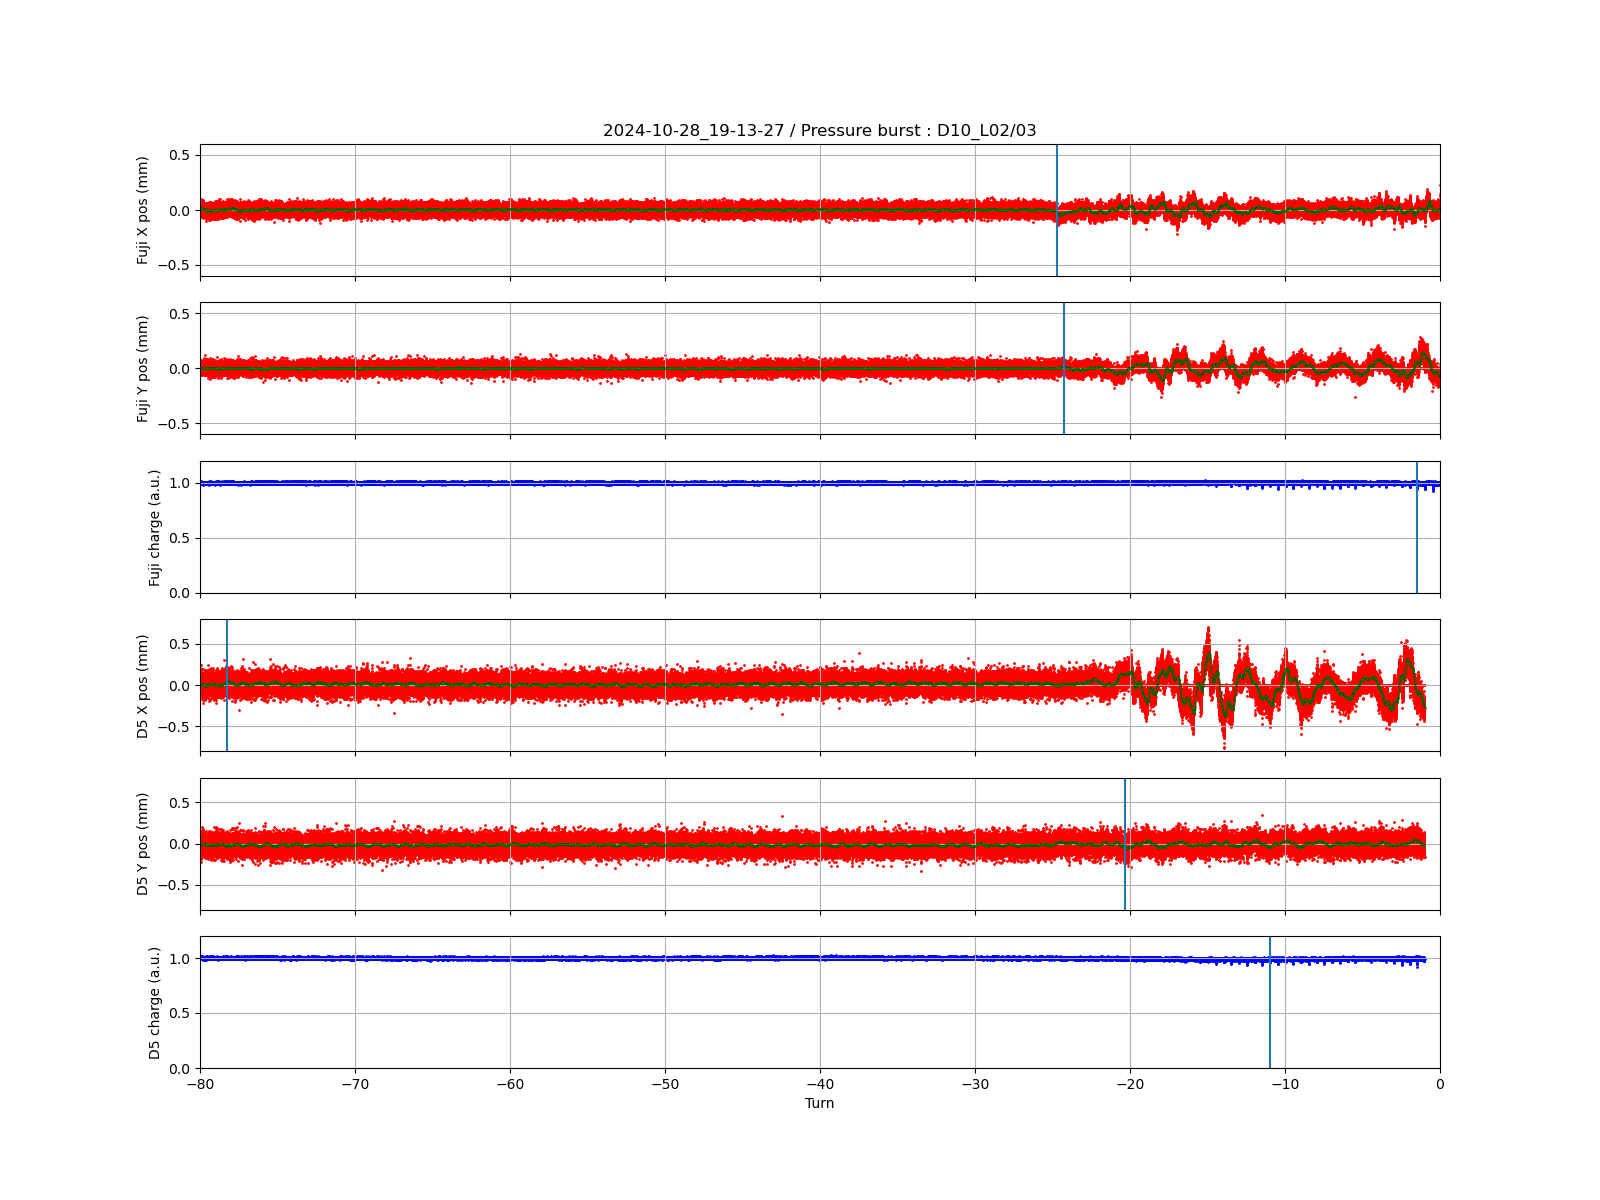 2024-10-28_19-13-27 / Pressure burst : D10_L02/03
Fuji X pos (mm)
0.5
0.0
−0.5
Fuji Y pos (mm)
0.5
0.0
−0.5
Fuji charge (a.u.)
1.0
0.5
0.0
D5 X pos (mm)
0.5
0.0
−0.5
D5 Y pos (mm)
0.5
0.0
−0.5
D5 charge (a.u.)
1.0
0.5
0.0
−80 −70 −60 −50 −40 −30 −20 −10 0
Turn